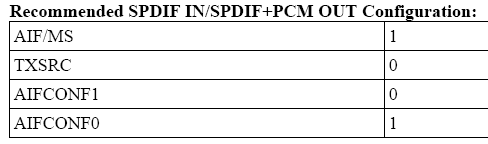 Recommended SPDIF IN/SPDIF+PCM OUT Configuration:
AIF/MS 1
TXSRC 0
AIFCONF1 0
AIFCONF0 1